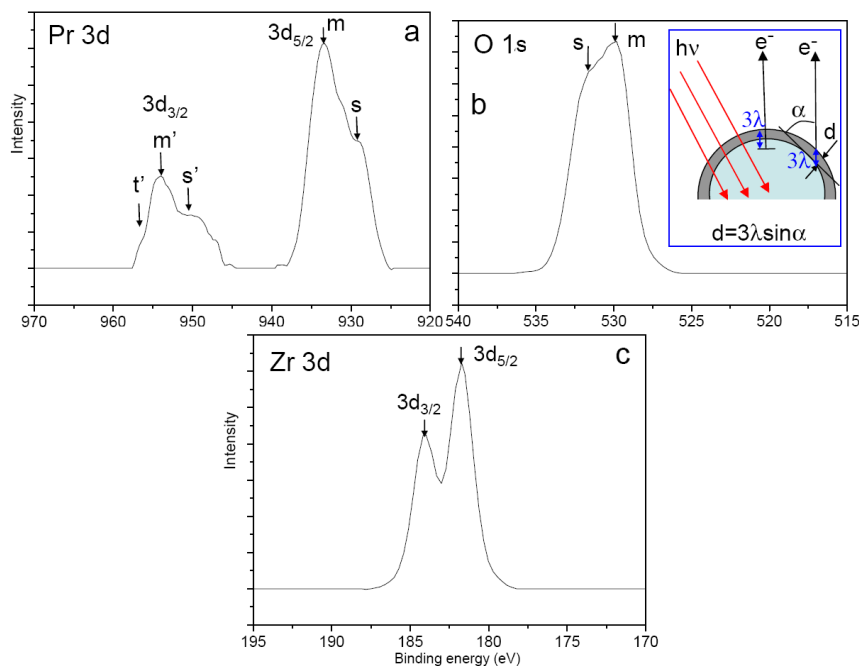 Pr 3d
3d5/2
m
a
s
3d3/2
m’
s’
t’
Intensity
970 960 950 940 930 920
O 1s
s
m
b
hν
e-
e-
α
3λ
d
3λ
d=3λsinα
540 535 530 525 520 515
Zr 3d
c
3d5/2
3d3/2
Intensity
195 190 185 180 175 170
Binding energy (eV)